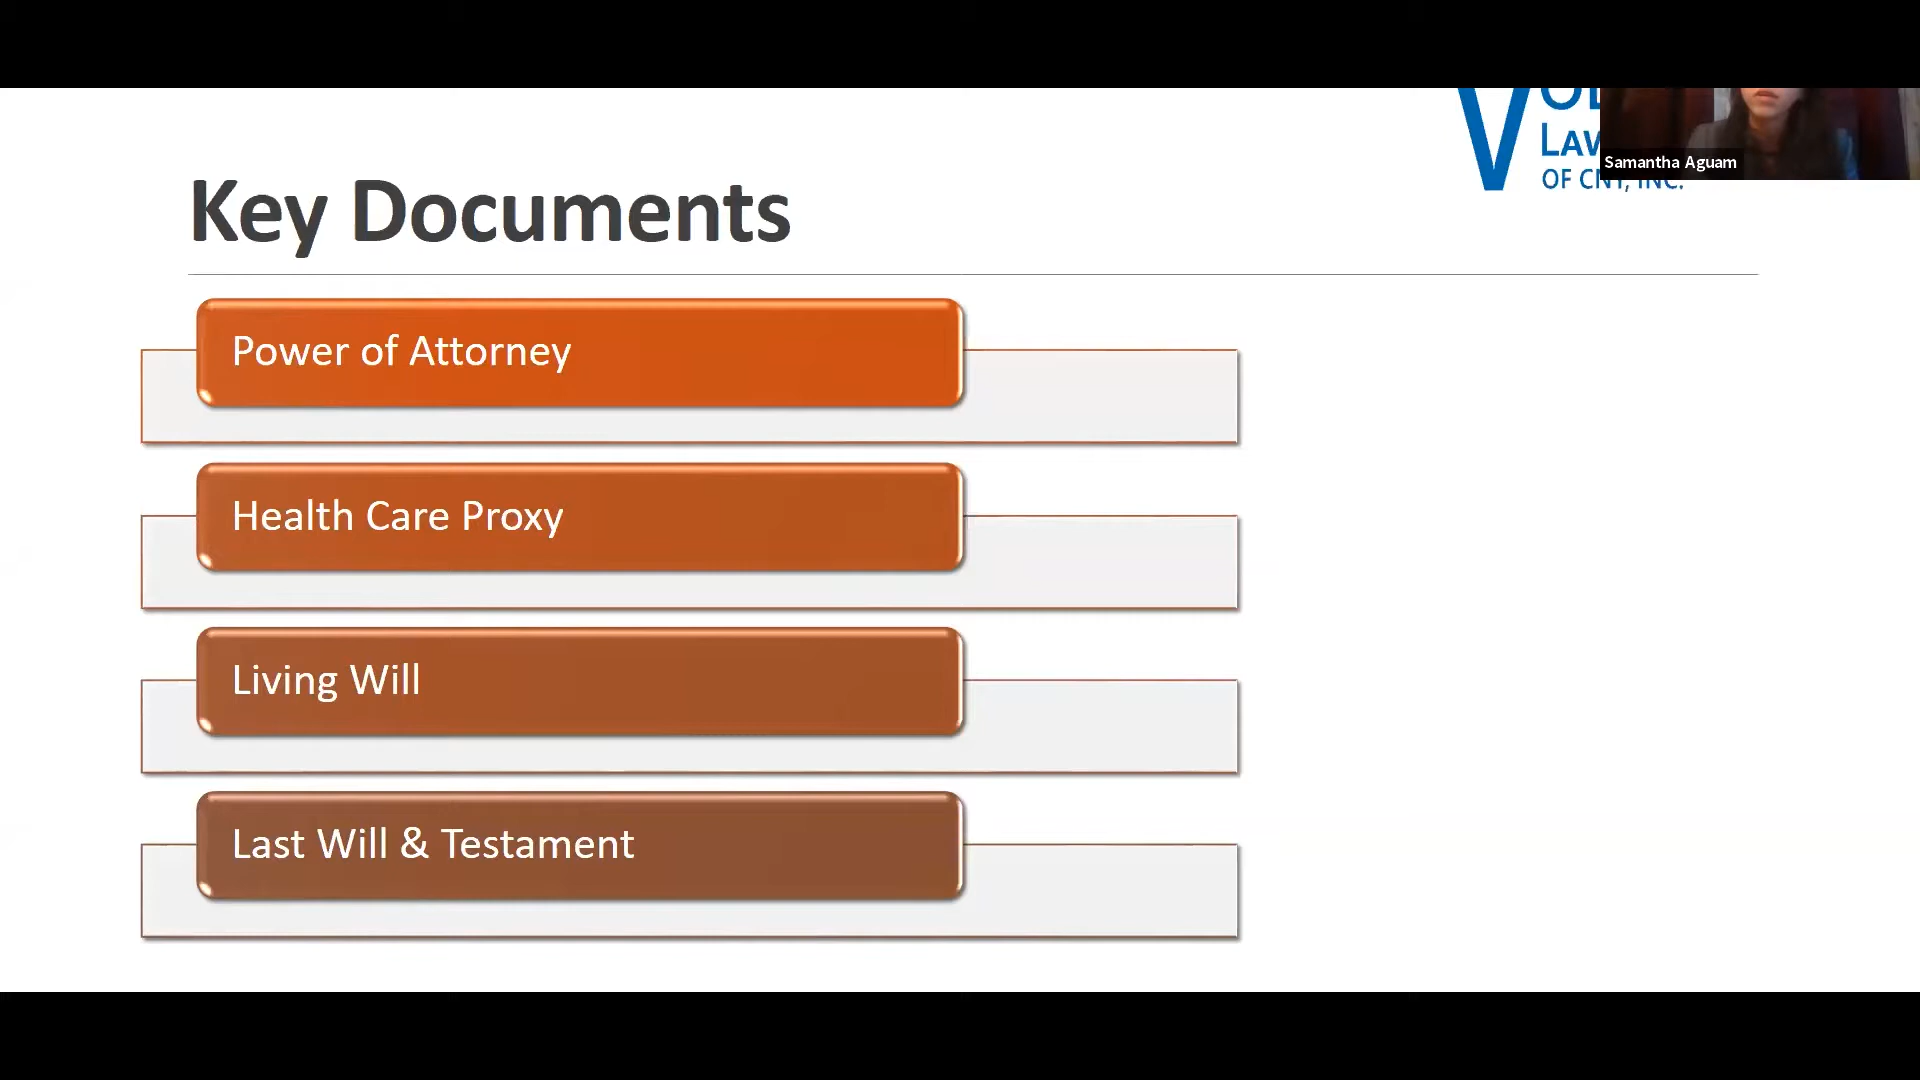 V
LAW
OF CNY, INC.
Samantha Aguam
Key Documents
Power of Attorney
Health Care Proxy
Living Will
Last Will & Testament